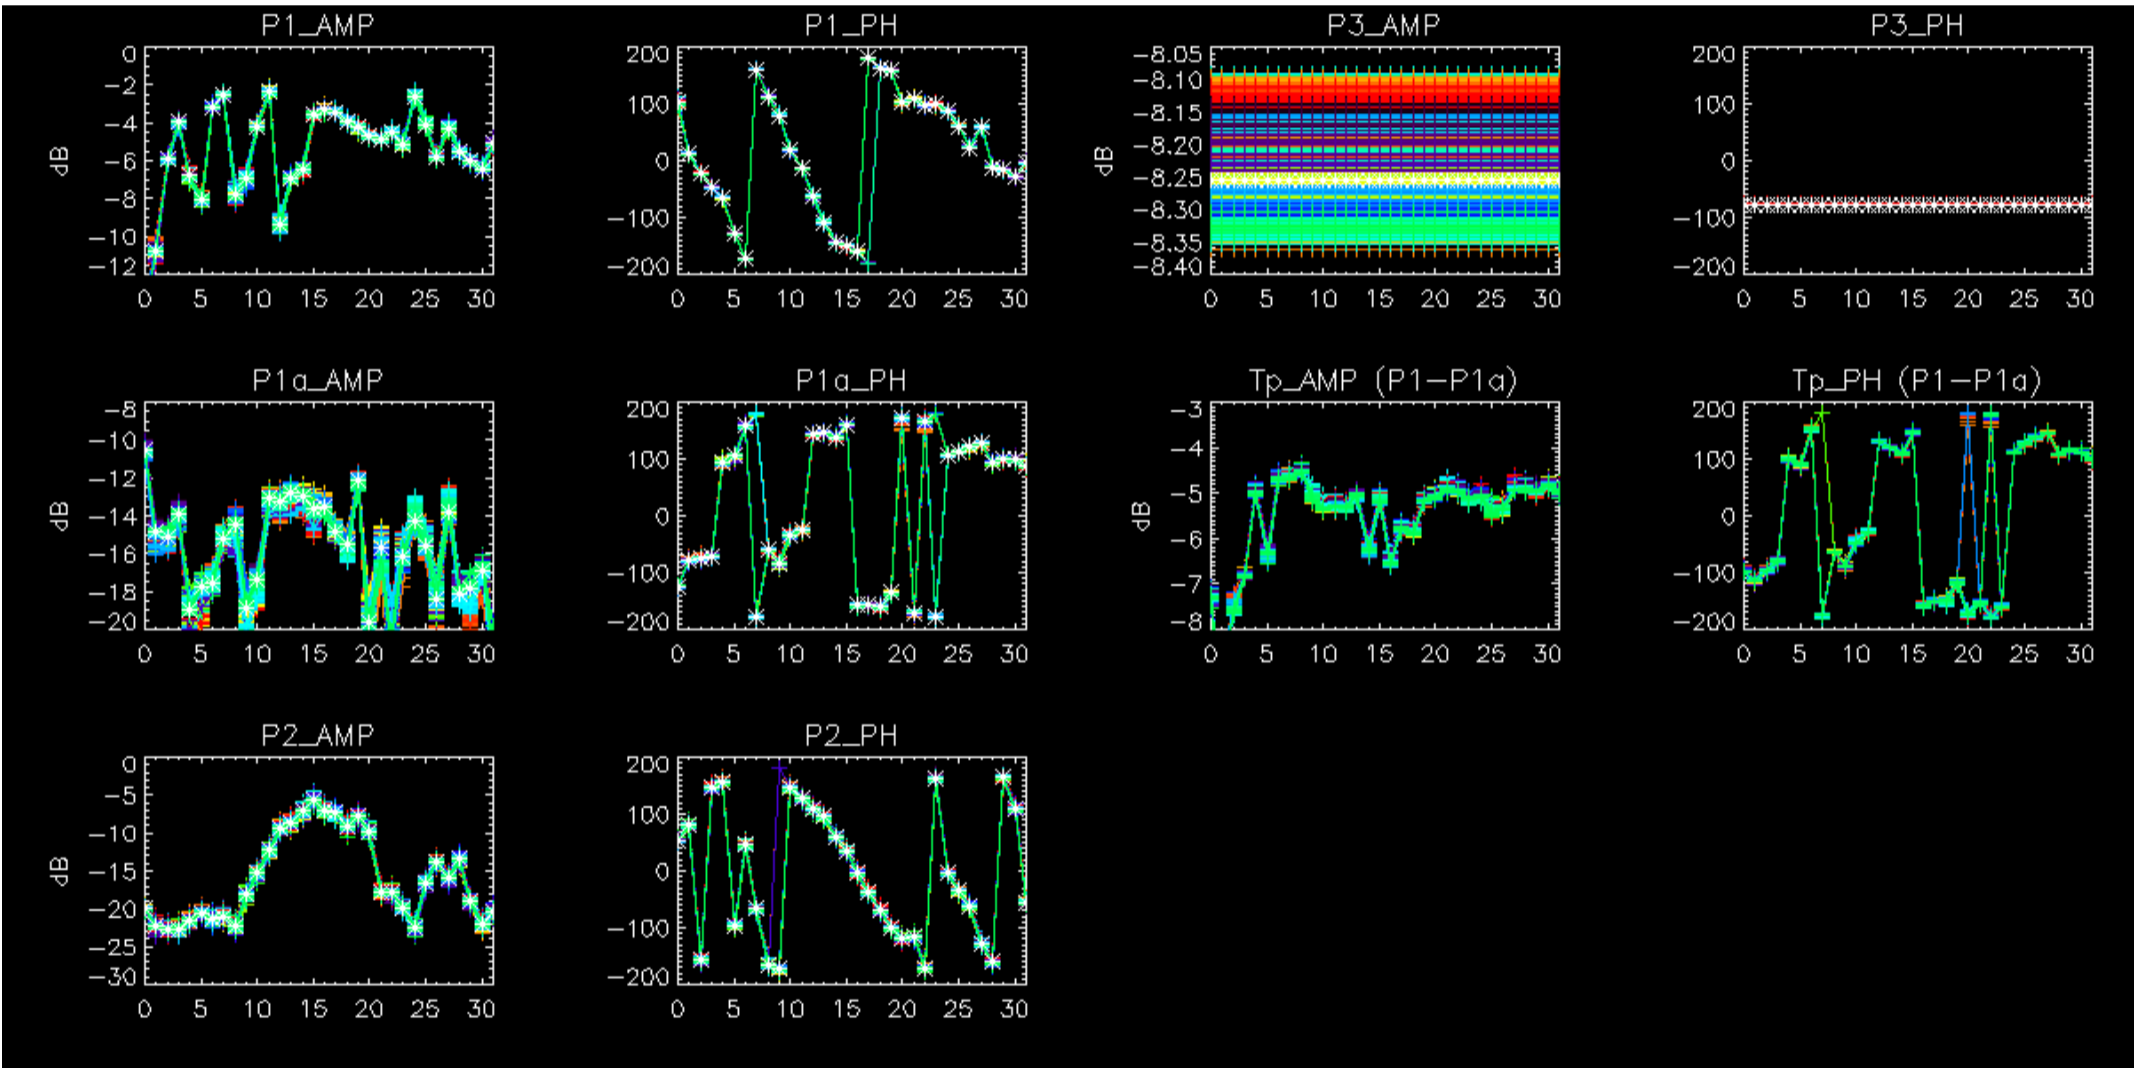 P1_AMP
P1_PH
P3_AMP
P3_PH
dB
0
-2
-4
-6
-8
-10
-12
0 5 10 15 20 25 30
200
100
0
-100
-200
0 5 10 15 20 25 30
dB
-8.05
-8.10
-8.15
-8.20
-8.25
-8.30
-8.35
-8.40
0 5 10 15 20 25 30
200
100
0
-100
-200
0 5 10 15 20 25 30
P1a_AMP
P1a_PH
Tp_AMP (P1-P1a)
Tp_PH (P1-P1a)
dB
-8
-10
-12
-14
-16
-18
-20
0 5 10 15 20 25 30
200
100
0
-100
-200
0 5 10 15 20 25 30
dB
-3
-4
-5
-6
-7
-8
0 5 10 15 20 25 30
200
100
0
-100
-200
0 5 10 15 20 25 30
P2_AMP
P2_PH
dB
0
-5
-10
-15
-20
-25
-30
0 5 10 15 20 25 30
200
100
0
-100
-200
0 5 10 15 20 25 30